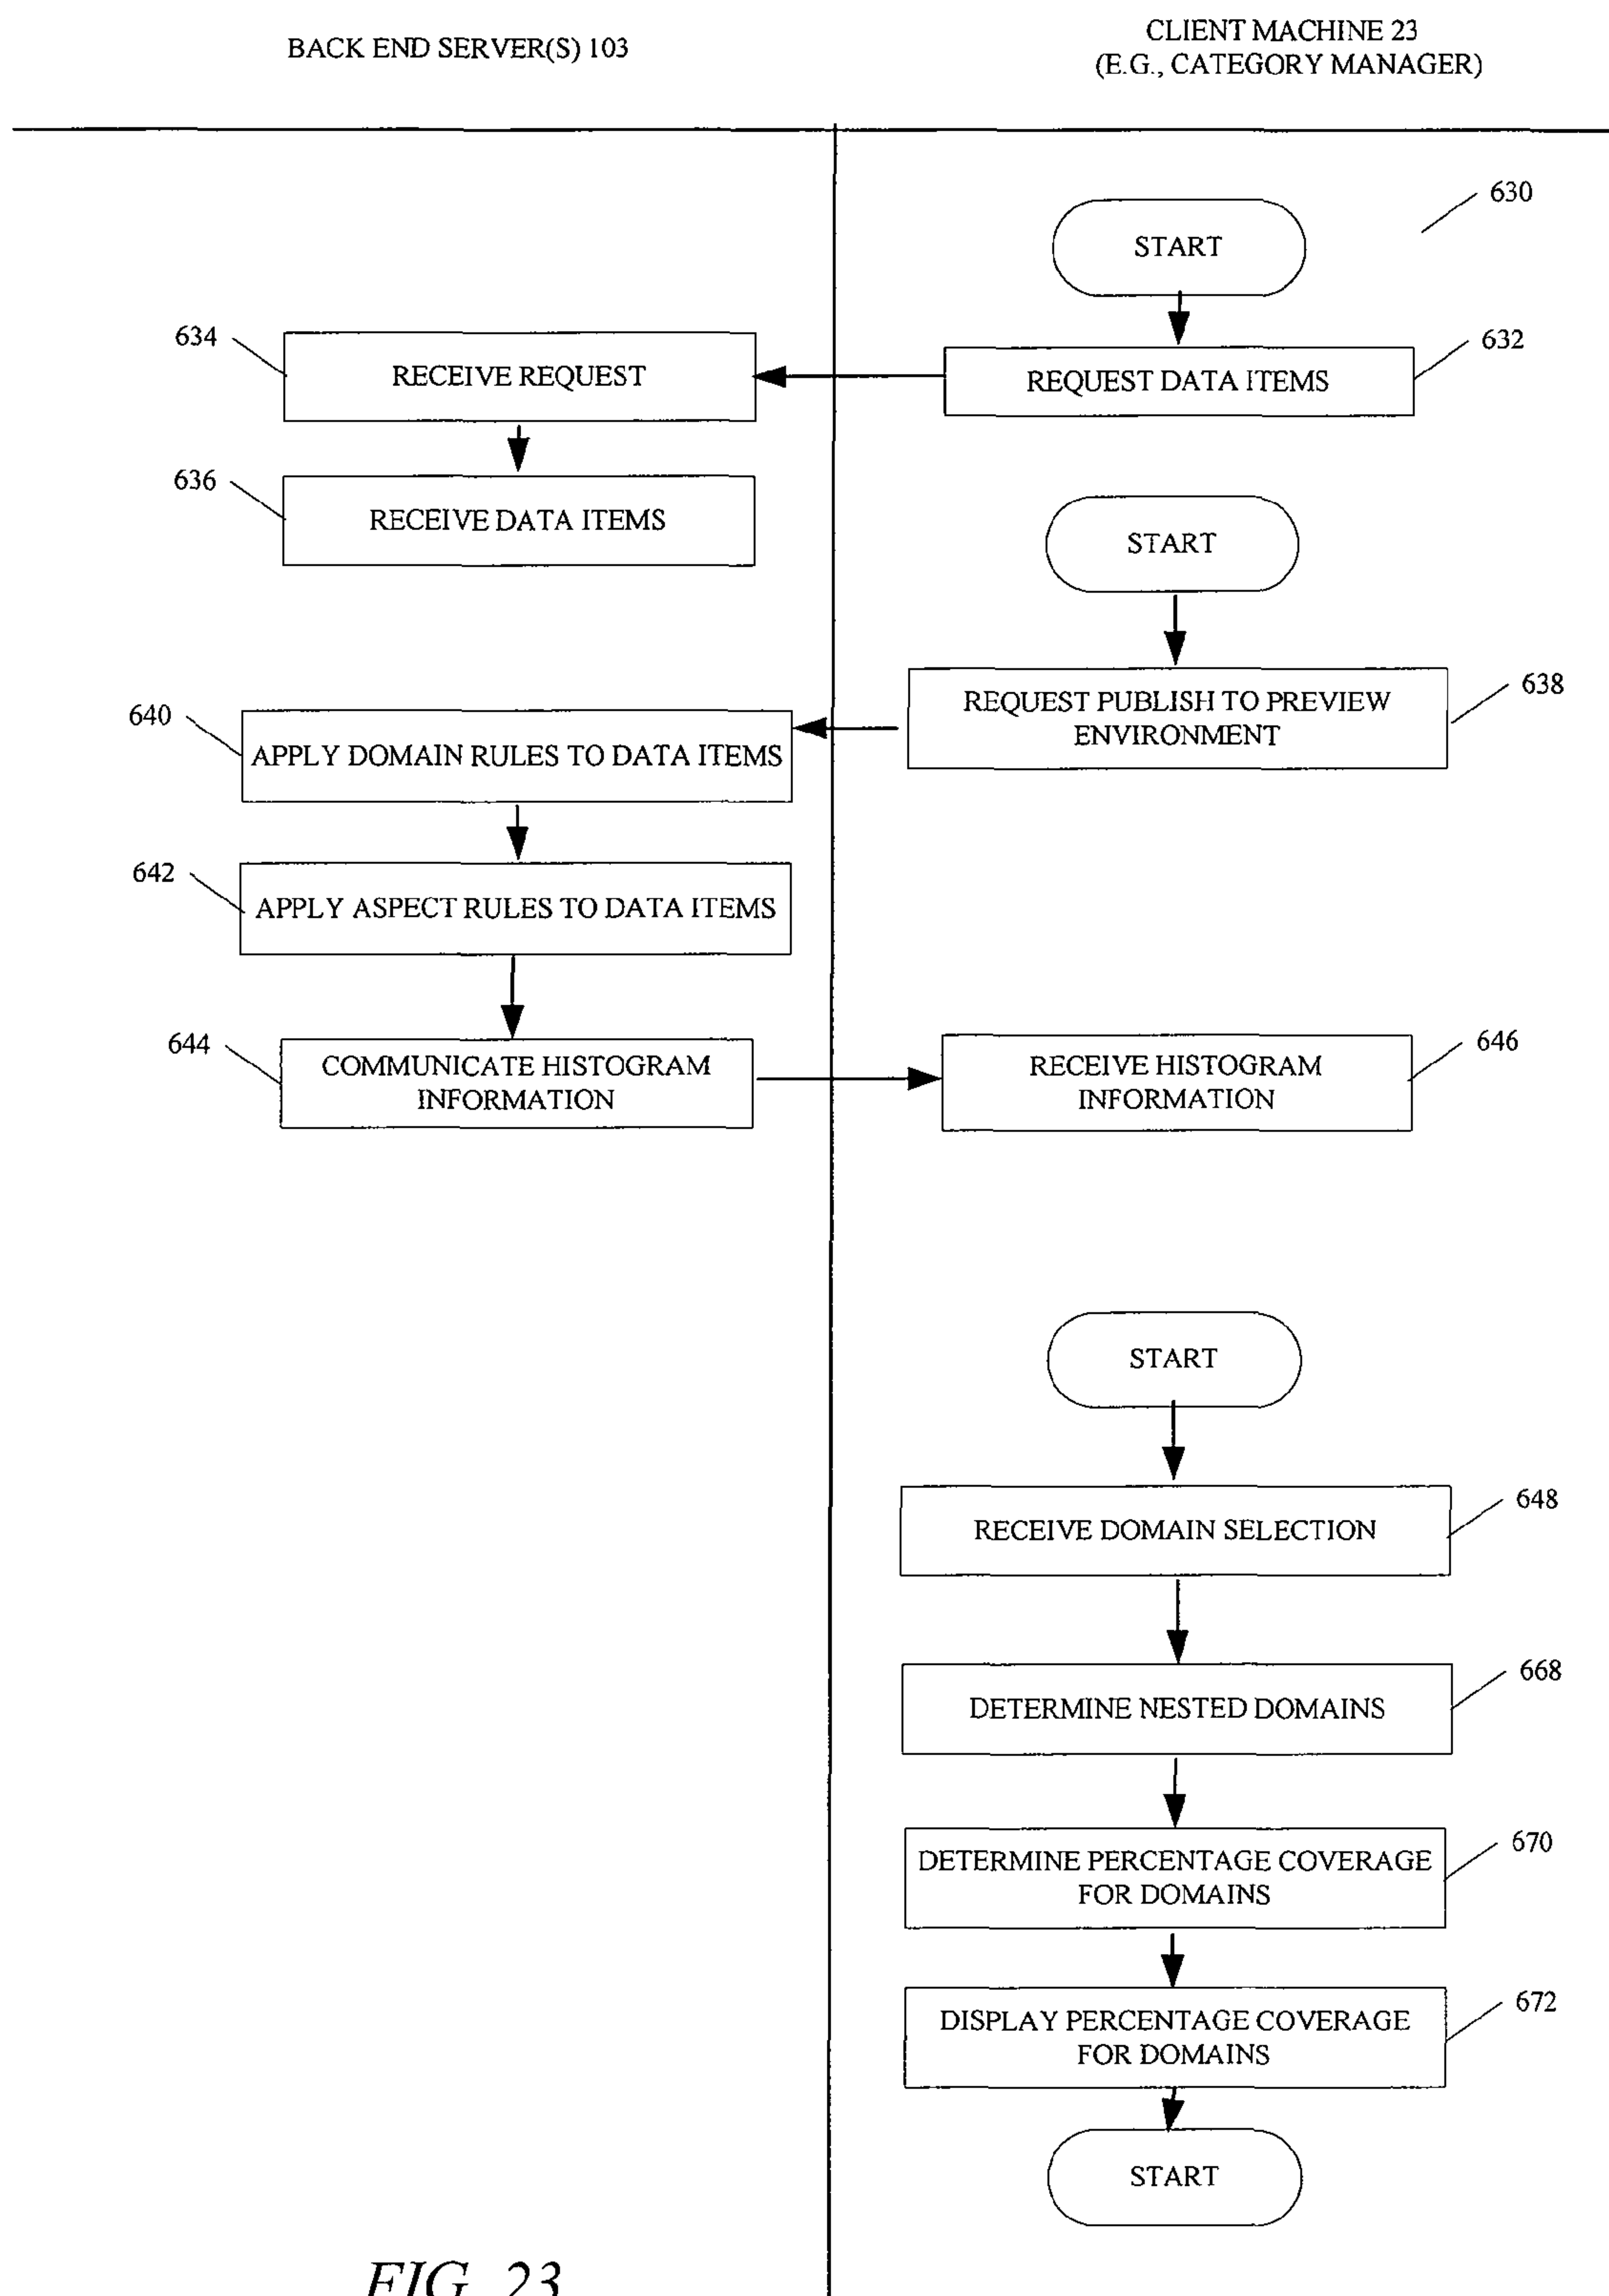 BACK END SERVER(S) 103
CLIENT MACHINE 23
(E.G., CATEGORY MANAGER)
630
START
634
RECEIVE REQUEST
632
REQUEST DATA ITEMS
636
RECEIVE DATA ITEMS
START
638
REQUEST PUBLISH TO PREVIEW
ENVIRONMENT
640
APPLY DOMAIN RULES TO DATA ITEMS
642
APPLY ASPECT RULES TO DATA ITEMS
644
COMMUNICATE HISTOGRAM
INFORMATION
646
RECEIVE HISTOGRAM
INFORMATION
START
648
RECEIVE DOMAIN SELECTION
668
DETERMINE NESTED DOMAINS
670
DETERMINE PERCENTAGE COVERAGE
FOR DOMAINS
672
DISPLAY PERCENTAGE COVERAGE
FOR DOMAINS
START
FIG. 23